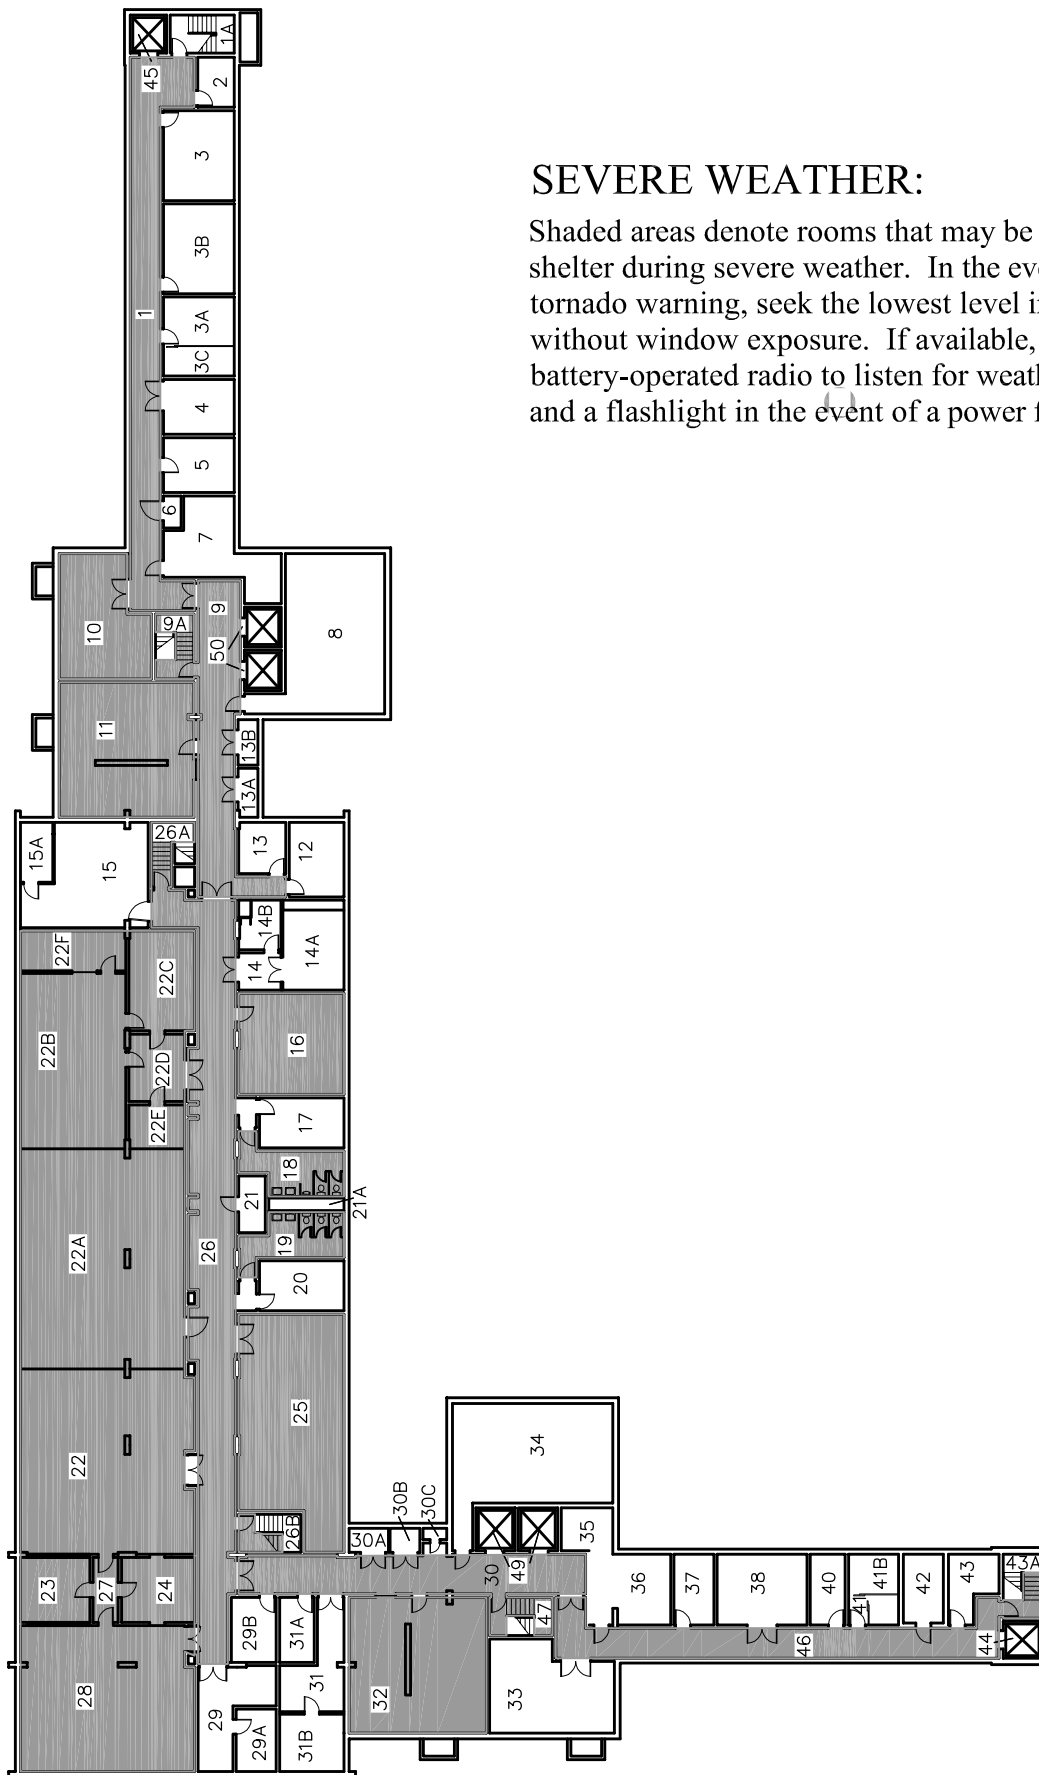 1A
45
2
3
SEVERE WEATHER:
Shaded areas denote rooms that may be
shelter during severe weather. In the
tornado warning, seek the lowest level
without window exposure. If available,
battery-operated radio to listen for
and a flashlight in the event of a power
3B
1
3A
3C
4
5
6
7
9
9A
10
50
8
11
13B
13A
26A
15A
15
13
12
22F
14B
22C
14
14A
22B
16
22D
22E
17
18
21
21A
22A
26
19
20
25
22
34
30B
30C
26B
30A
35
49
30
23
27
24
36
37
38
40
41B
41
42
43
43A
47
29B
31A
46
44
28
32
33
31
29
29A
31B